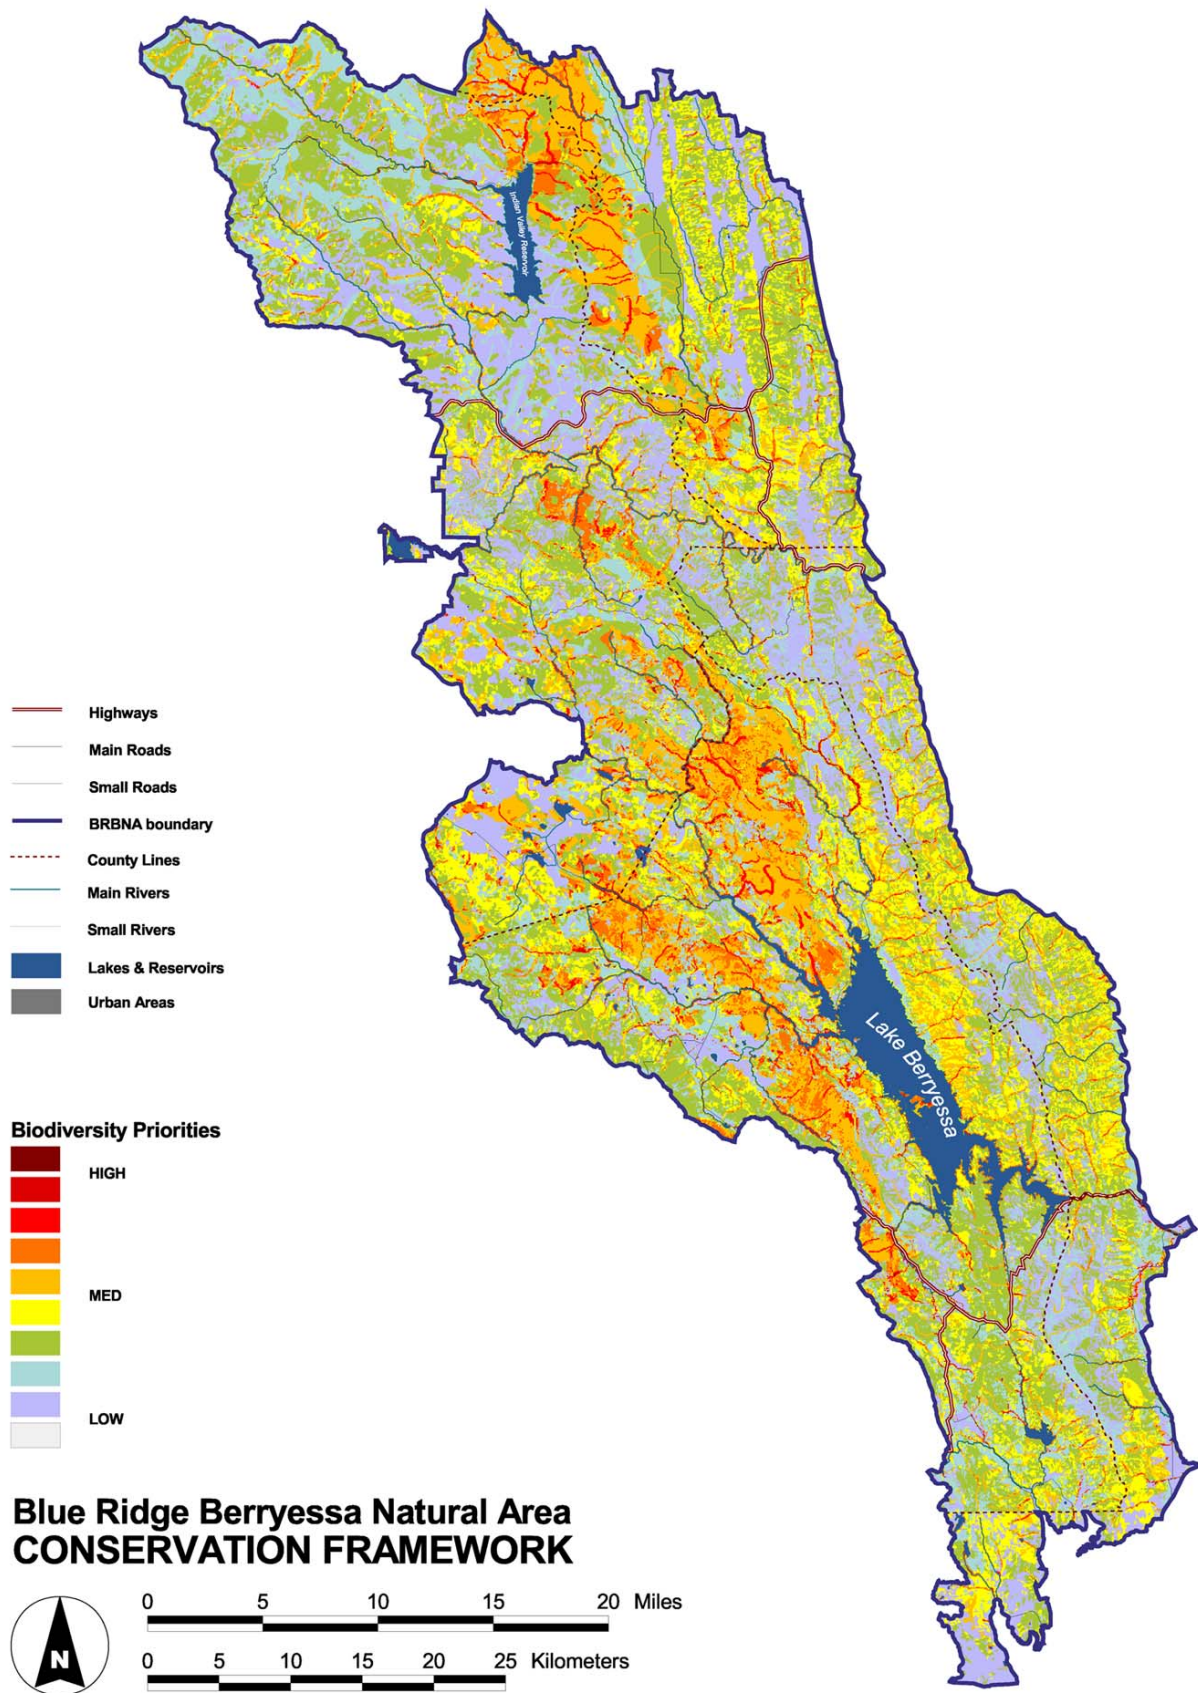 Indian Valley Reservoir
Highways
Main Roads
Small Roads
BRBNA boundary
County Lines
Main Rivers
Small Rivers
Lakes & Reservoirs
Urban Areas
Lake Berryessa
Biodiversity Priorities
HIGH
MED
LOW
Blue Ridge Berryessa Natural Area
CONSERVATION FRAMEWORK
N
0 5 10 15 20 Miles
0 5 10 15 20 25 Kilometers